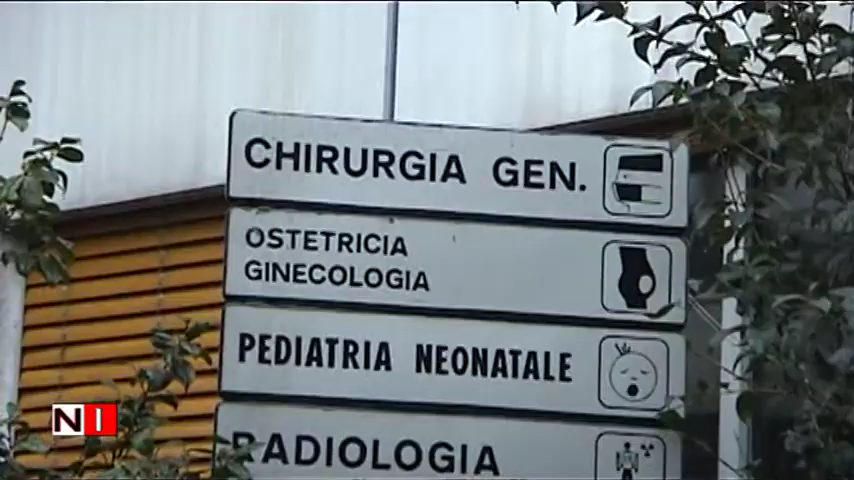 CHIRURGIA GEN.
OSTETRICIA
GINECOLOGIA
PEDIATRIA NEONATALE
RADIOLOGIA
NI